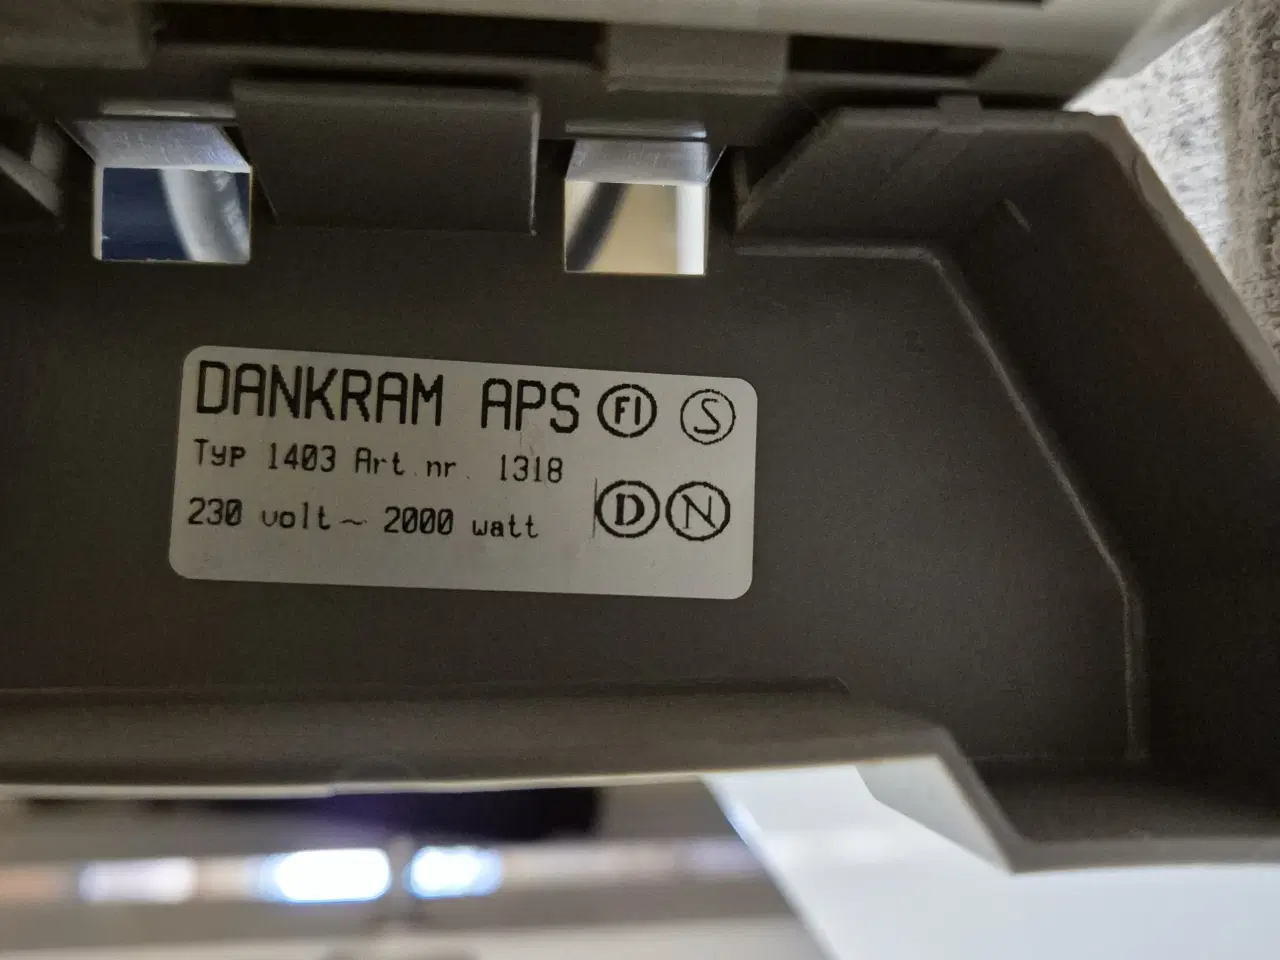 DANKRAM APS FI S
Typ 1403 Art.nr. 1318
230 volt ~ 2000 watt D N